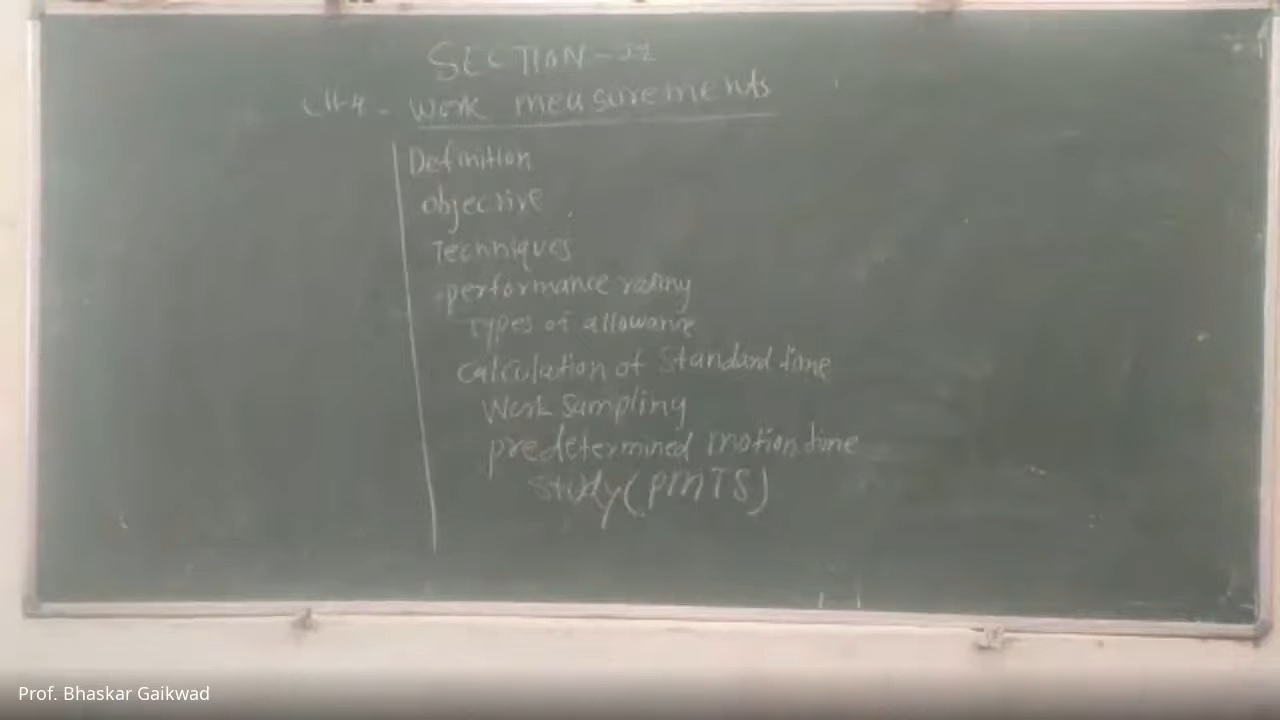 SECTION-II
CH-4 - work measurements
Definition
objective
Techniques
performance rating
Types of allowance
calculation of standard time
Work sampling
predetermined motion time
study (PMTS)
Prof. Bhaskar Gaikwad